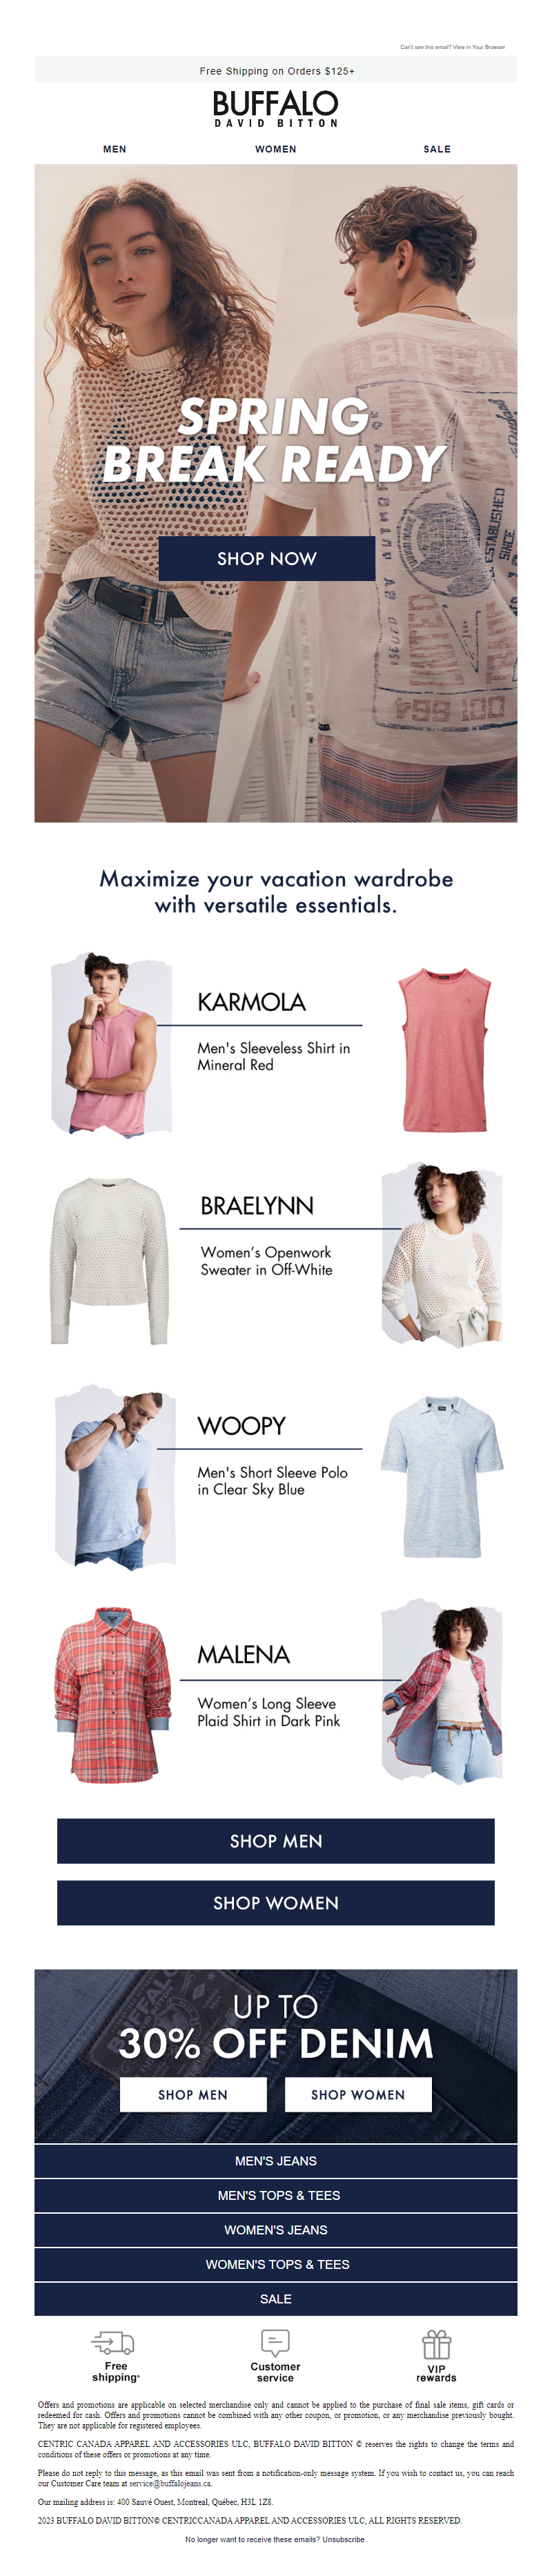 Can't see this email? View in Your Browser
Free Shipping on Orders $125+
BUFFALO
DAVID BITTON
MEN
WOMEN
SALE
BUFFALO
ESTABLISHED
SINCE
SPRING
BREAK READY
SHOP NOW
Maximize your vacation wardrobe
with versatile essentials.
KARMOLA
Men's Sleeveless Shirt in
Mineral Red
BRAELYNN
Women's Openwork
Sweater in Off-White
WOOPY
Men's Short Sleeve Polo
in Clear Sky Blue
MALENA
Women's Long Sleeve
Plaid Shirt in Dark Pink
SHOP MEN
SHOP WOMEN
UP TO
30% OFF DENIM
SHOP MEN
SHOP WOMEN
MEN'S JEANS
MEN'S TOPS & TEES
WOMEN'S JEANS
WOMEN'S TOPS & TEES
SALE
Free
shipping*
Customer
service
VIP
rewards
Offers and promotions are applicable on selected merchandise only and cannot be applied to the purchase of final sale items, gift cards or
redeemed for cash. Offers and promotions cannot be combined with any other coupon, or promotion, or any merchandise previously bought.
They are not applicable for registered employees.
CENTRIC CANADA APPAREL AND ACCESSORIES ULC, BUFFALO DAVID BITTON © reserves the rights to change the terms and
conditions of these offers or promotions at any time.
Please do not reply to this message, as this email was sent from a notification-only message system. If you wish to contact us, you can reach
our Customer Care team at service@buffalojeans.ca.
Our mailing address is: 400 Sauvé Ouest, Montreal, Québec, H3L 1Z8.
2023 BUFFALO DAVID BITTON© CENTRICCANADA APPAREL AND ACCESSORIES ULC, ALL RIGHTS RESERVED.
No longer want to receive these emails? Unsubscribe.